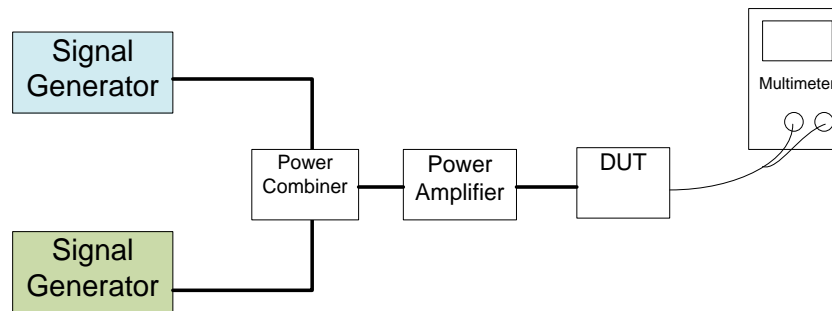 Signal
Generator
Multimeter
Power
Combiner
Power
Amplifier
DUT
Signal
Generator